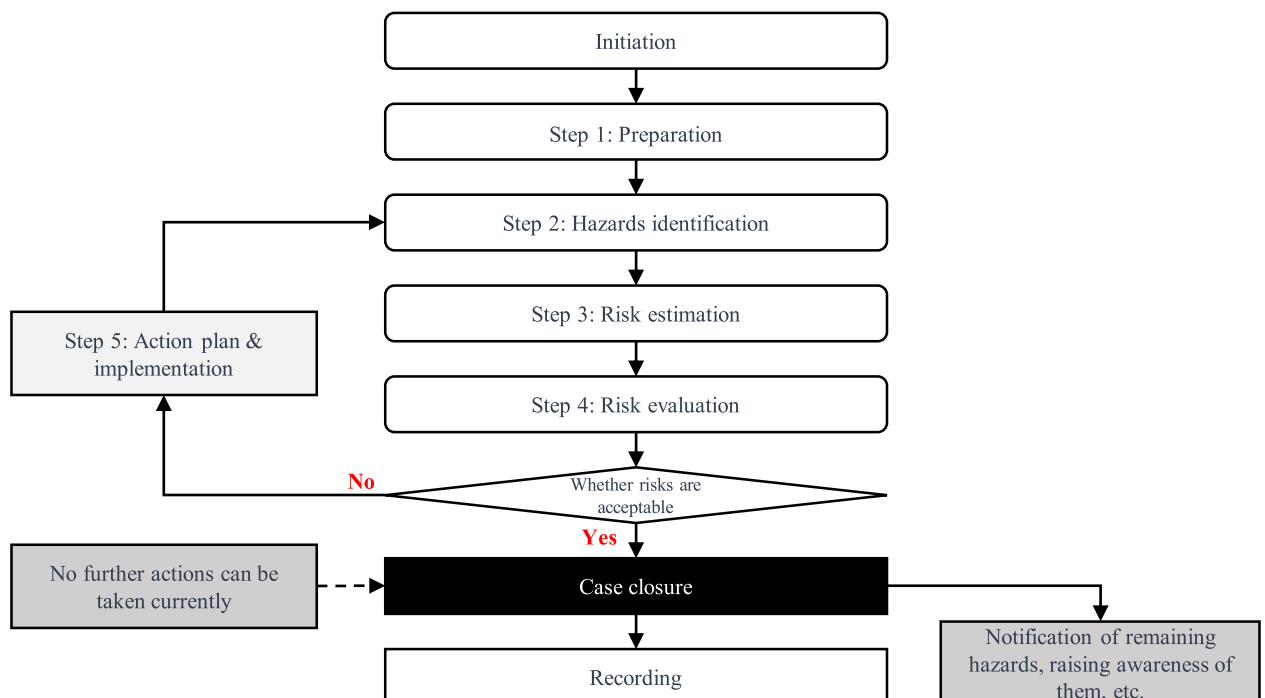 Initiation
Step 1: Preparation
Step 2: Hazards identification
Step 3: Risk estimation
Step 5: Action plan &
implementation
Step 4: Risk evaluation
No
Whether risks are
acceptable
Yes
No further actions can be
taken currently
Case closure
Notification of remaining
hazards, raising awareness of
them, etc.
Recording